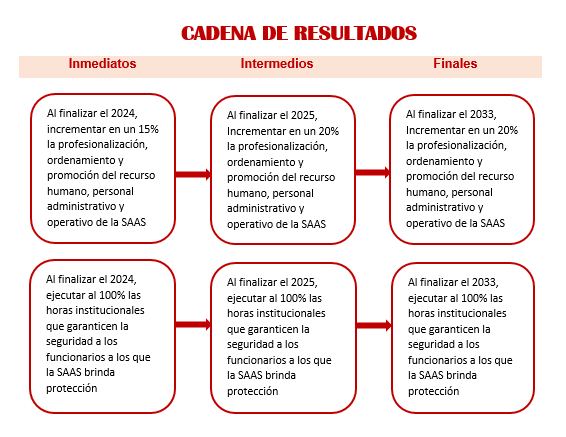 CADENA DE RESULTADOS
Inmediatos
Intermedios
Finales
Al finalizar el 2024,
incrementar en un 15%
la profesionalización,
ordenamiento y
promoción del recurso
humano, personal
administrativo y
operativo de la SAAS
Al finalizar el 2025,
Incrementar en un 20%
la profesionalización,
ordenamiento y
promoción del recurso
humano, personal
administrativo y
operativo de la SAAS
Al finalizar el 2033,
Incrementar en un 20%
la profesionalización,
ordenamiento y
promoción del recurso
humano, personal
administrativo y
operativo de la SAAS
Al finalizar el 2024,
ejecutar al 100% las
horas institucionales
que garanticen la
seguridad a los
funcionarios a los que
la SAAS brinda
protección
Al finalizar el 2025,
ejecutar al 100% las
horas institucionales
que garanticen la
seguridad a los
funcionarios a los que
la SAAS brinda
protección
Al finalizar el 2033,
ejecutar al 100% las
horas institucionales
que garanticen la
seguridad a los
funcionarios a los que
la SAAS brinda
protección